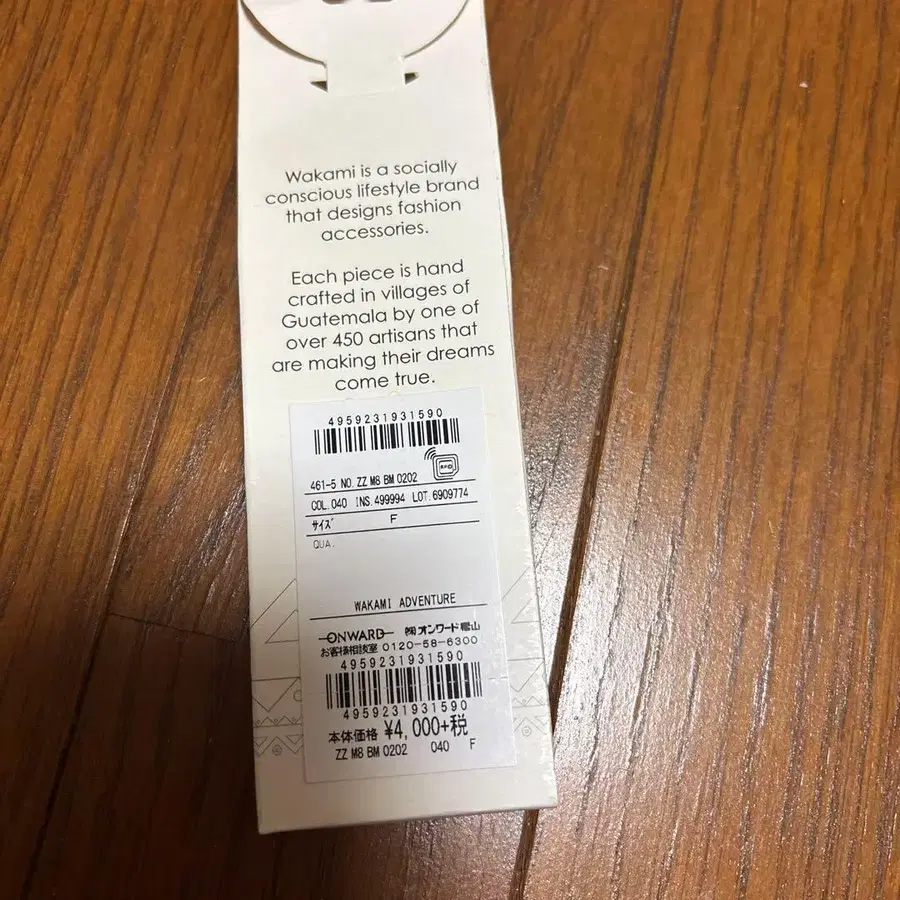 Wakami is a socially
conscious lifestyle brand
that designs fashion
accessories.
Each piece is hand
crafted in villages of
Guatemala by one of
over 450 artisans that
are making their dreams
come true.
4959231931590
461-5 NO. ZZ M8 BM 0202
RFID
COL. 040 INS. 499994 LOT. 6909774
サイズ F
QUA.
WAKAMI ADVENTURE
ONWARD ㈱オンワード樫山
お客様相談室 0120-58-6300
4959231931590
4959231931590
本体価格 ¥4,000+税
ZZ M8 BM 0202 040 F